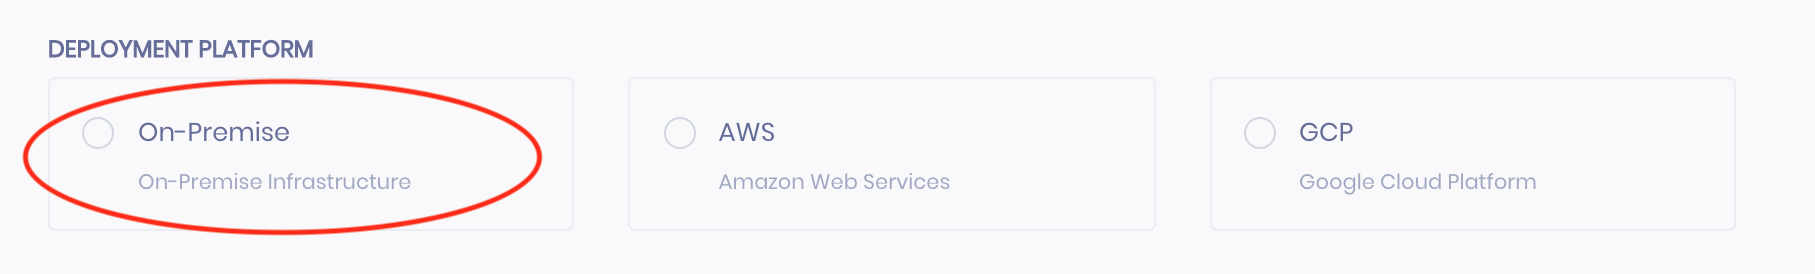 DEPLOYMENT PLATFORM
On-Premise
On-Premise Infrastructure
AWS
Amazon Web Services
GCP
Google Cloud Platform